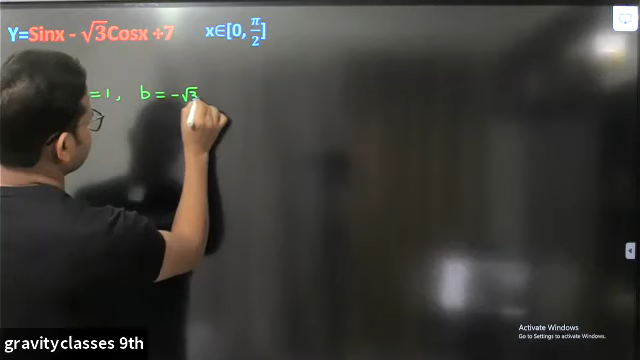 Y=Sinx - √3Cosx +7 x∈[0, π/2]
= 1, b = -√3
Activate Windows
Go to Settings to activate Windows.
gravityclasses 9th